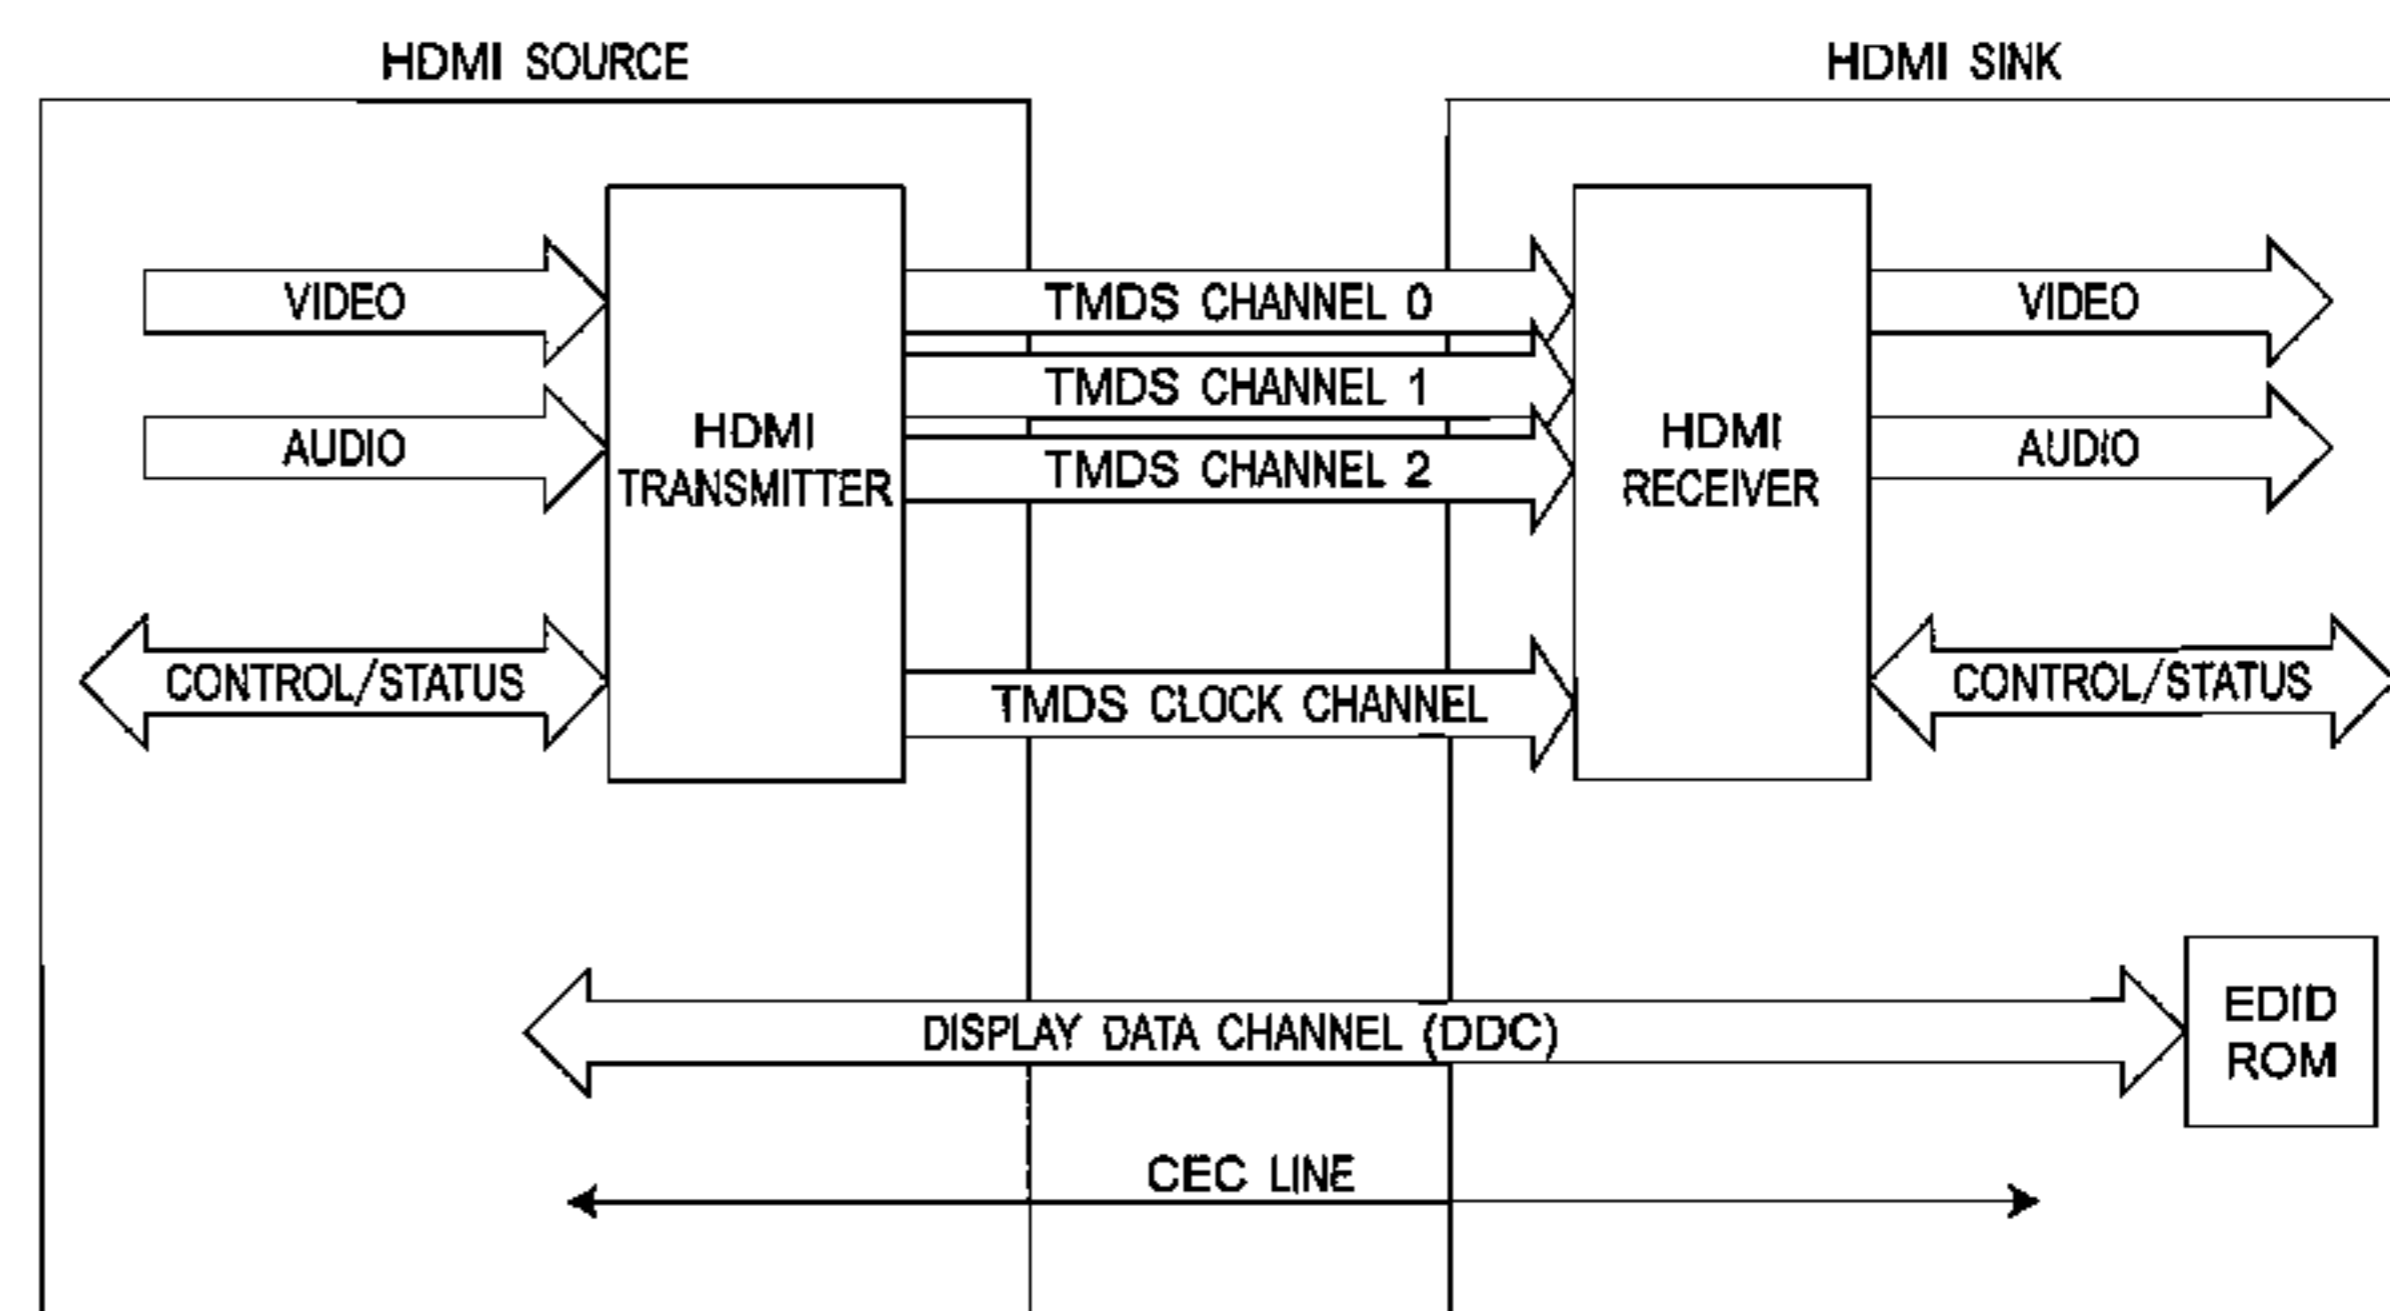 HDMI SOURCE
HDMI SINK
VIDEO
AUDIO
CONTROL/STATUS
HDMI
TRANSMITTER
TMDS CHANNEL 0
TMDS CHANNEL 1
TMDS CHANNEL 2
TMDS CLOCK CHANNEL
HDMI
RECEIVER
VIDEO
AUDIO
CONTROL/STATUS
DISPLAY DATA CHANNEL (DDC)
EDID
ROM
CEC LINE